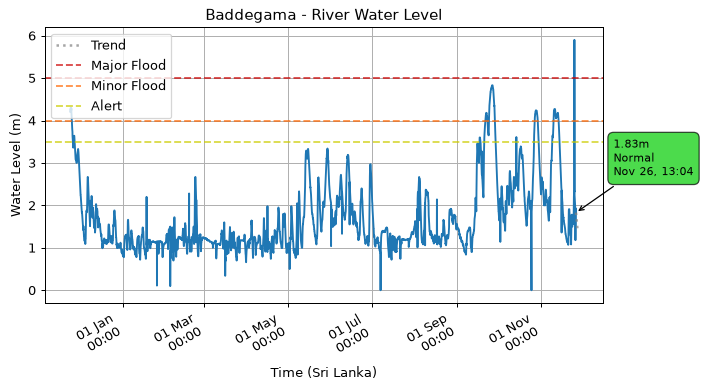 Baddegama - River Water Level
Trend
Major Flood
Minor Flood
Alert
6
5
4
3
2
1
0
Water Level (m)
1.83m
Normal
Nov 26, 13:04
01 Jan
00:00
01 Mar
00:00
01 May
00:00
01 Jul
00:00
01 Sep
00:00
01 Nov
00:00
Time (Sri Lanka)